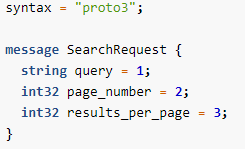 syntax = "proto3";

message SearchRequest {
  string query = 1;
  int32 page_number = 2;
  int32 results_per_page = 3;
}